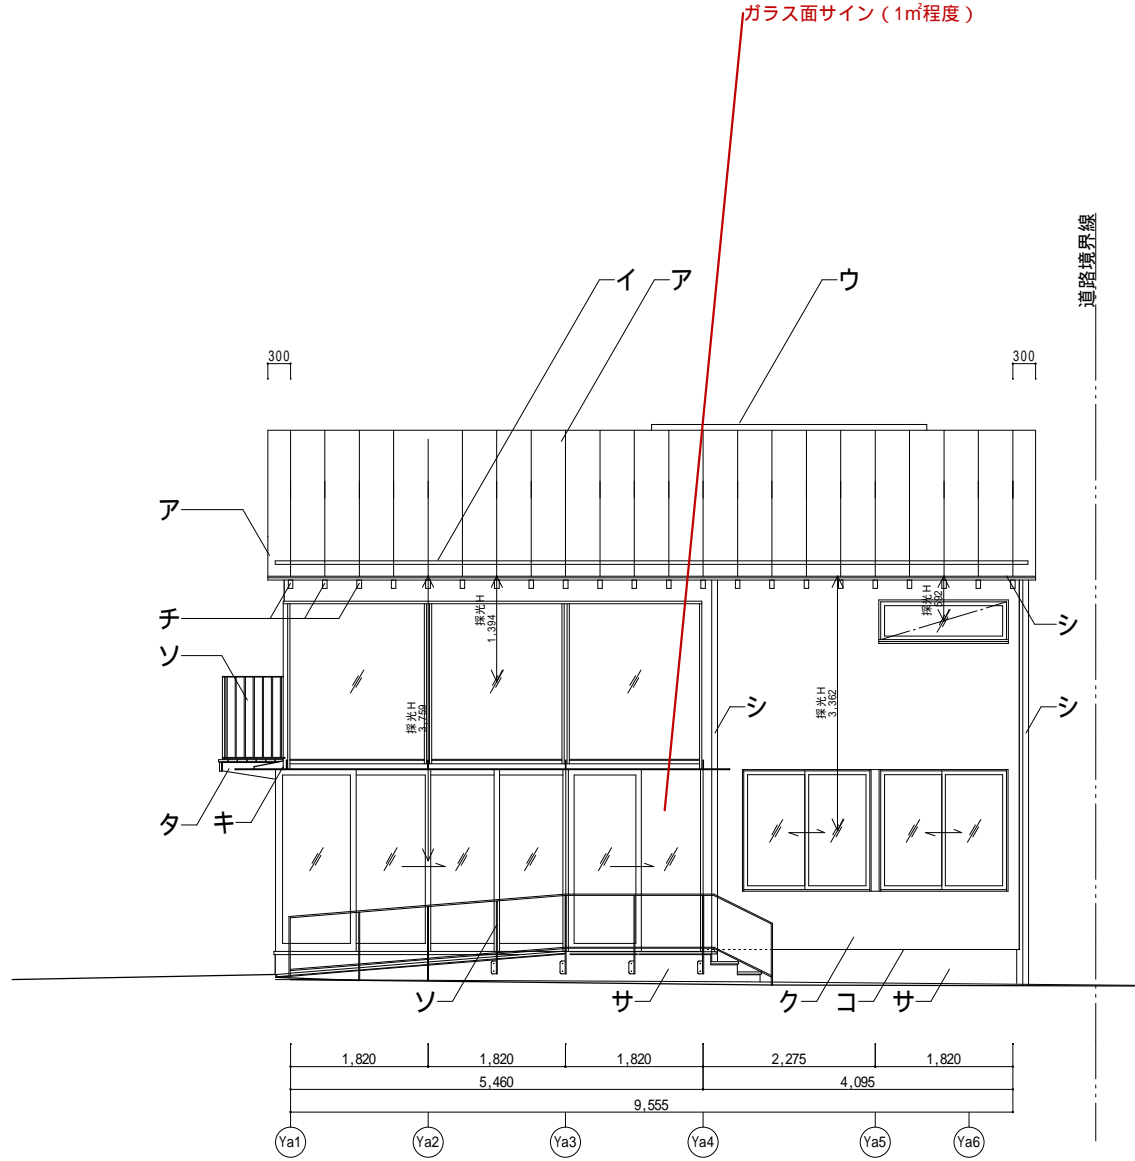 ガラス面サイン（1㎡程度）
道路境界線
イ
ア
ウ
300
300
ア
チ
ソ
シ
シ
シ
タ
キ
採光H
1,394
採光H
3,759
採光H
3,362
採光H
592
ソ
サ
ク
コ
サ
1,820
1,820
1,820
2,275
1,820
5,460
4,095
9,555
Ya1
Ya2
Ya3
Ya4
Ya5
Ya6